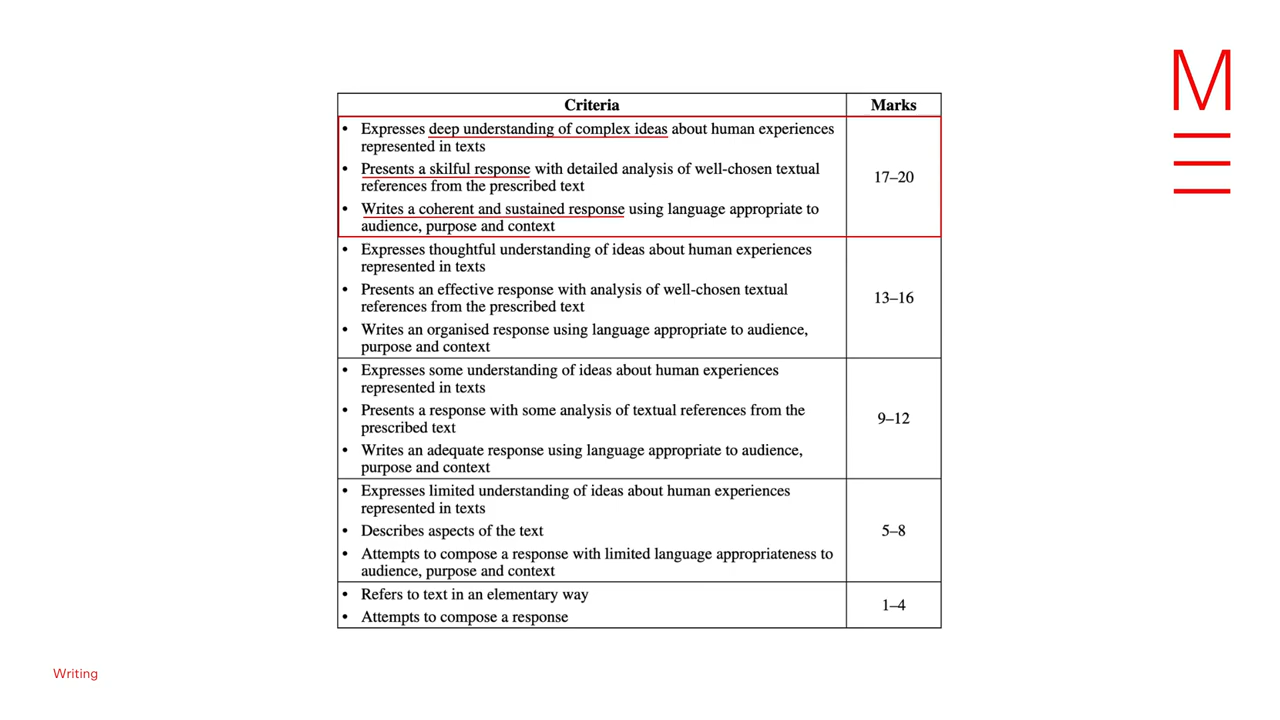 Criteria Marks
• Expresses deep understanding of complex ideas about human experiences
represented in texts
• Presents a skilful response with detailed analysis of well-chosen textual
references from the prescribed text
• Writes a coherent and sustained response using language appropriate to
audience, purpose and context
17–20
• Expresses thoughtful understanding of ideas about human experiences
represented in texts
• Presents an effective response with analysis of well-chosen textual
references from the prescribed text
• Writes an organised response using language appropriate to audience,
purpose and context
13–16
• Expresses some understanding of ideas about human experiences
represented in texts
• Presents a response with some analysis of textual references from the
prescribed text
• Writes an adequate response using language appropriate to audience,
purpose and context
9–12
• Expresses limited understanding of ideas about human experiences
represented in texts
• Describes aspects of the text
• Attempts to compose a response with limited language appropriateness to
audience, purpose and context
5–8
• Refers to text in an elementary way
• Attempts to compose a response
1–4
M
Writing